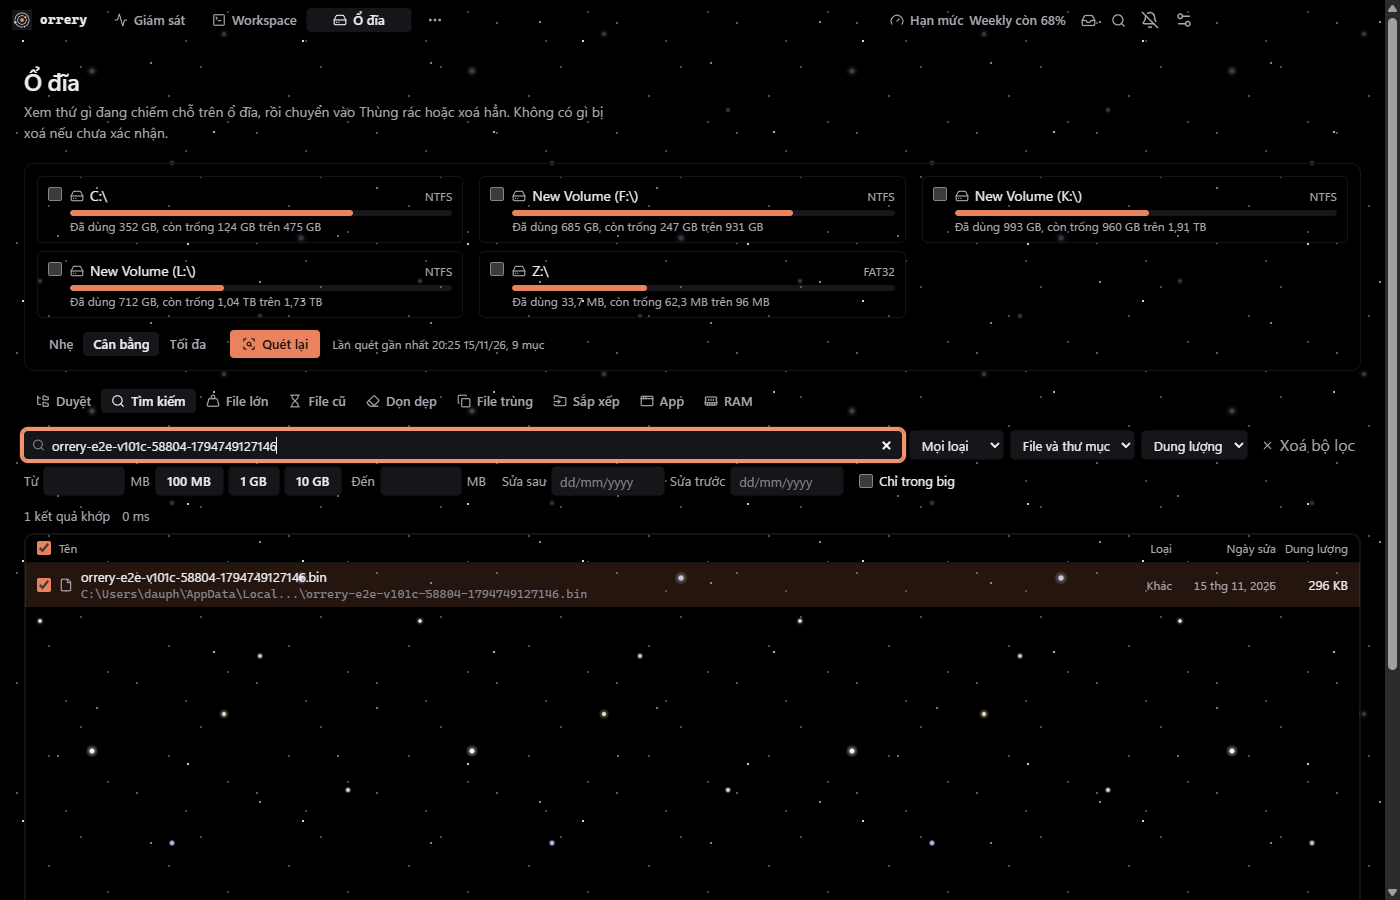 orrery Giám sát Workspace Ổ đĩa ... Hạn mức Weekly còn 68%
Ổ đĩa
Xem thứ gì đang chiếm chỗ trên ổ đĩa, rồi chuyển vào Thùng rác hoặc xoá hẳn. Không có gì bị
xoá nếu chưa xác nhận.
C:\ NTFS
Đã dùng 352 GB, còn trống 124 GB trên 475 GB
New Volume (F:\) NTFS
Đã dùng 685 GB, còn trống 247 GB trên 931 GB
New Volume (K:\) NTFS
Đã dùng 993 GB, còn trống 960 GB trên 1,91 TB
New Volume (L:\) NTFS
Đã dùng 712 GB, còn trống 1,04 TB trên 1,73 TB
Z:\ FAT32
Đã dùng 33,7 MB, còn trống 62,3 MB trên 96 MB
Nhẹ Cân bằng Tối đa Quét lại Lần quét gần nhất 20:25 15/11/26, 9 mục
Duyệt Tìm kiếm File lớn File cũ Dọn dẹp File trùng Sắp xếp App RAM
orrery-e2e-v101c-58804-1794749127146 Mọi loại File và thư mục Dung lượng Xoá bộ lọc
Từ MB 100 MB 1 GB 10 GB Đến MB Sửa sau dd/mm/yyyy Sửa trước dd/mm/yyyy Chỉ trong big
1 kết quả khớp 0 ms
Tên Loại Ngày sửa Dung lượng
orrery-e2e-v101c-58804-1794749127146.bin
C:\Users\dauph\AppData\Local...\orrery-e2e-v101c-58804-1794749127146.bin
Khác 15 thg 11, 2026 296 KB